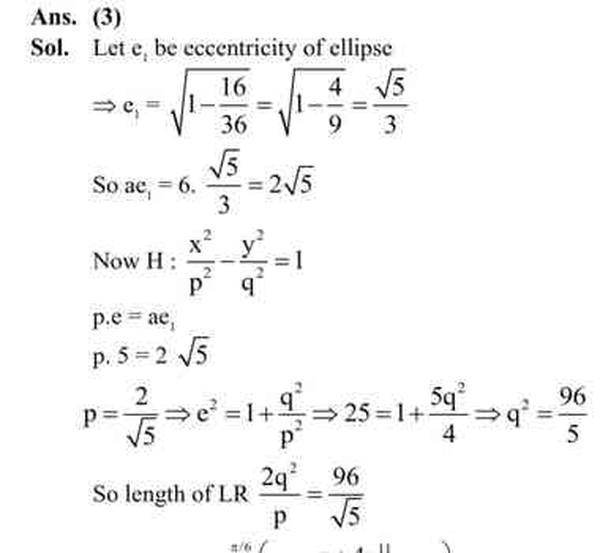 Ans. (3)
Sol. Let e₁ be eccentricity of ellipse
⇒ e₁ = √(1 − 16/36) = √(1 − 4/9) = √5/3
So ae₁ = 6. √5/3 = 2√5
Now H : x²/p² − y²/q² = 1
p.e = ae₁
p. 5 = 2 √5
p = 2/√5 ⇒ e² = 1 + q²/p² ⇒ 25 = 1 + 5q²/4 ⇒ q² = 96/5
So length of LR 2q²/p = 96/√5
π/6